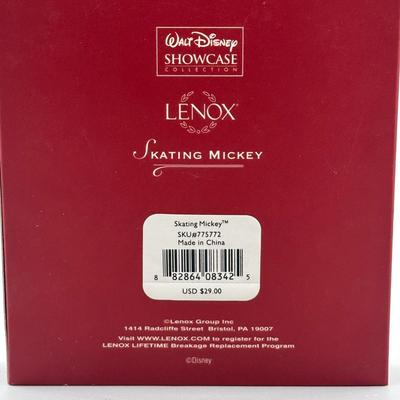 WALT DISNEY
SHOWCASE
COLLECTION
LENOX®
SKATING MICKEY
Skating Mickey™
SKU#775772
Made in China
8 82864 08342 5
USD $29.00
©Lenox Group Inc
1414 Radcliffe Street Bristol, PA 19007
Visit WWW.LENOX.COM to register for the
LENOX LIFETIME Breakage Replacement Program
©Disney